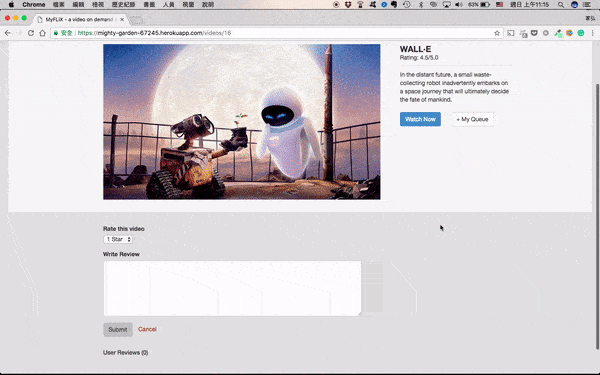 Chrome 檔案 編輯 檢視 歷史紀錄 書籤 人員 視窗 說明 83% 週日 上午11:15
MyFLiX - a video on demand
家弘
安全 https://mighty-garden-67245.herokuapp.com/videos/16
WALL-E
Rating: 4.5/5.0
In the distant future, a small waste-
collecting robot inadvertently embarks on
a space journey that will ultimately decide
the fate of mankind.
Watch Now + My Queue
Rate this video
1 Star
Write Review
Submit Cancel
User Reviews (0)